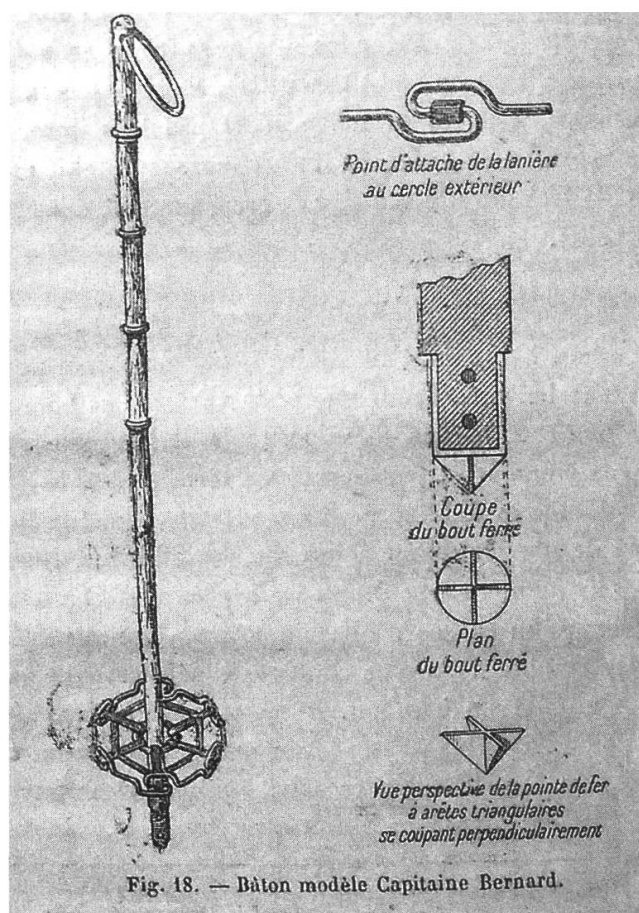 Point d'attache de la lanière
au cercle extérieur
Coupe
du bout ferré
Plan
du bout ferré
Vue perspective de la pointe de fer
à arêtes triangulaires
se coupant perpendiculairement
Fig. 18. — Bâton modèle Capitaine Bernard.